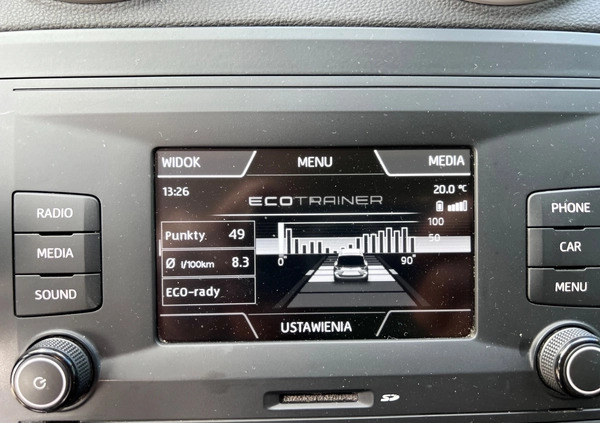 WIDOK MENU MEDIA
13:26 20.0 °C
ECOTRAINER
RADIO
MEDIA
SOUND
Punkty. 49
Ø l/100km 8.3
ECO-rady
100
50
0° 90°
USTAWIENIA
PHONE
CAR
MENU
SD